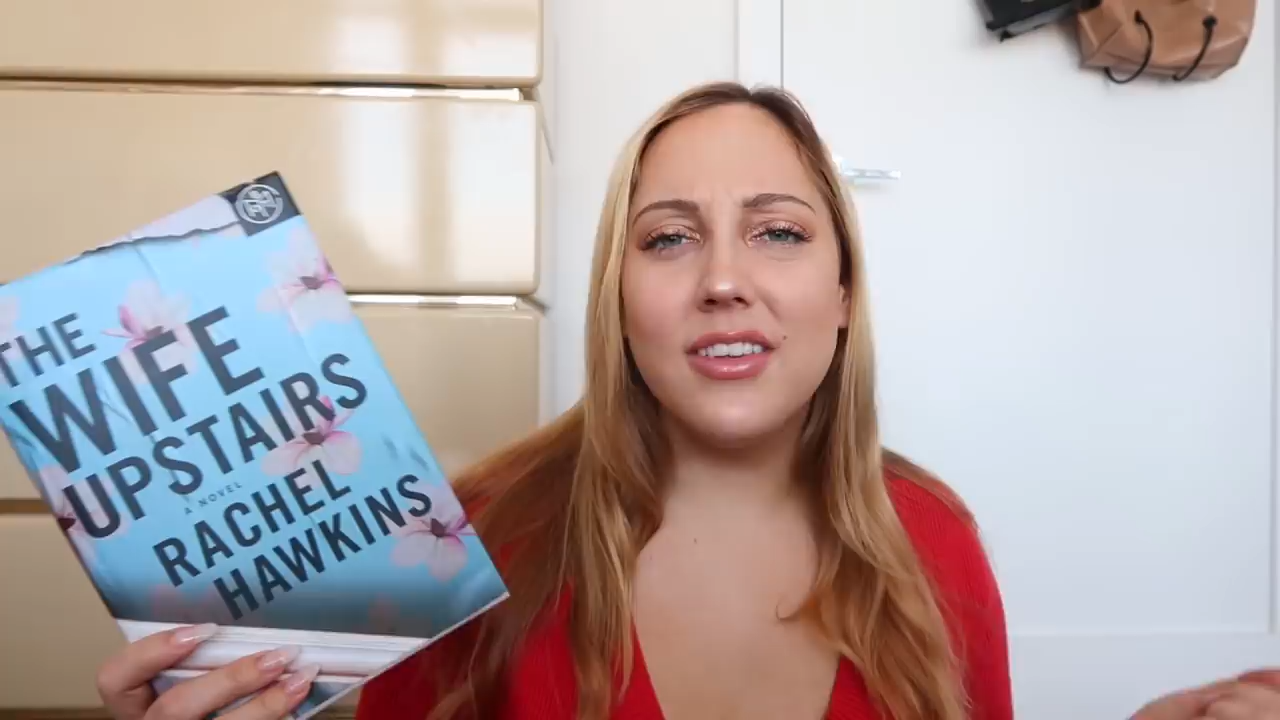 THE
WIFE
UPSTAIRS
A NOVEL
RACHEL
HAWKINS